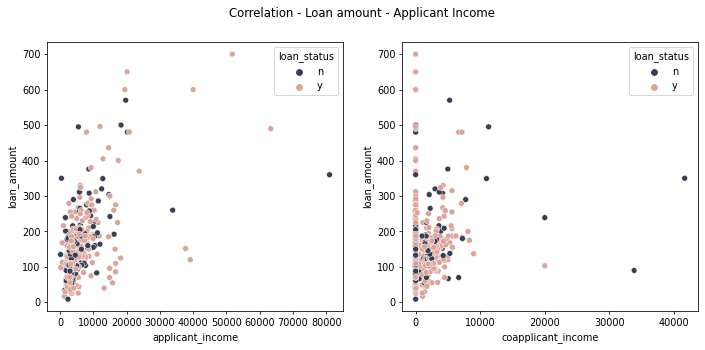 Correlation - Loan amount - Applicant Income
loan_status
n
y
700
600
500
400
300
200
100
0
loan_amount
0 10000 20000 30000 40000 50000 60000 70000 80000
applicant_income
loan_status
n
y
700
600
500
400
300
200
100
0
loan_amount
0 10000 20000 30000 40000
coapplicant_income